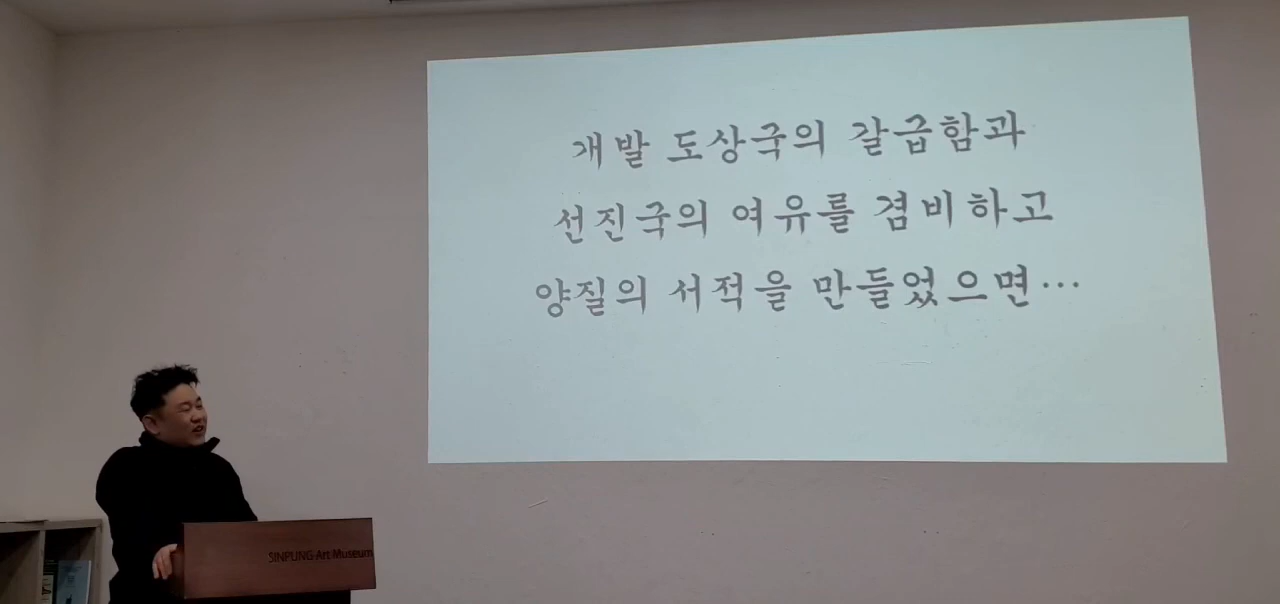 개발 도상국의 갈급함과
선진국의 여유를 겸비하고
양질의 서적을 만들었으면…
SINPUNG Art Museum